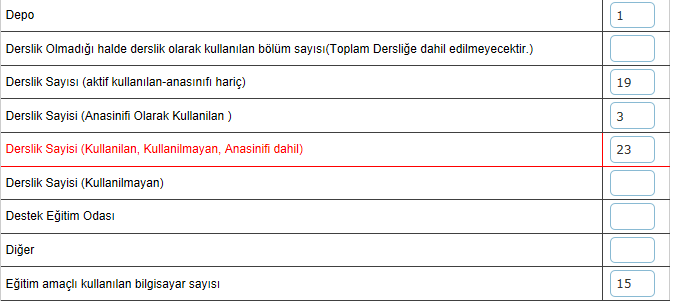 Depo 1
Derslik Olmadığı halde derslik olarak kullanılan bölüm sayısı(Toplam Dersliğe dahil edilmeyecektir.)
Derslik Sayısı (aktif kullanılan-anasınıfı hariç) 19
Derslik Sayisi (Anasinifi Olarak Kullanilan ) 3
Derslik Sayisi (Kullanilan, Kullanilmayan, Anasinifi dahil) 23
Derslik Sayisi (Kullanilmayan)
Destek Eğitim Odası
Diğer
Eğitim amaçlı kullanılan bilgisayar sayısı 15